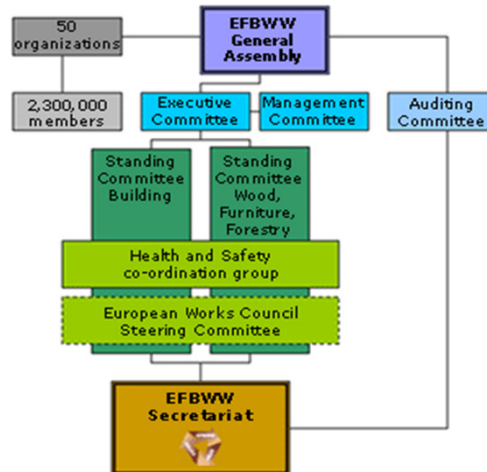 50
organizations
EFBWW
General
Assembly
2,300,000
members
Executive
Committee
Management
Committee
Auditing
Committee
Standing
Committee
Building
Standing
Committee
Wood,
Furniture,
Forestry
Health and Safety
co-ordination group
European Works Council
Steering Committee
EFBWW
Secretariat